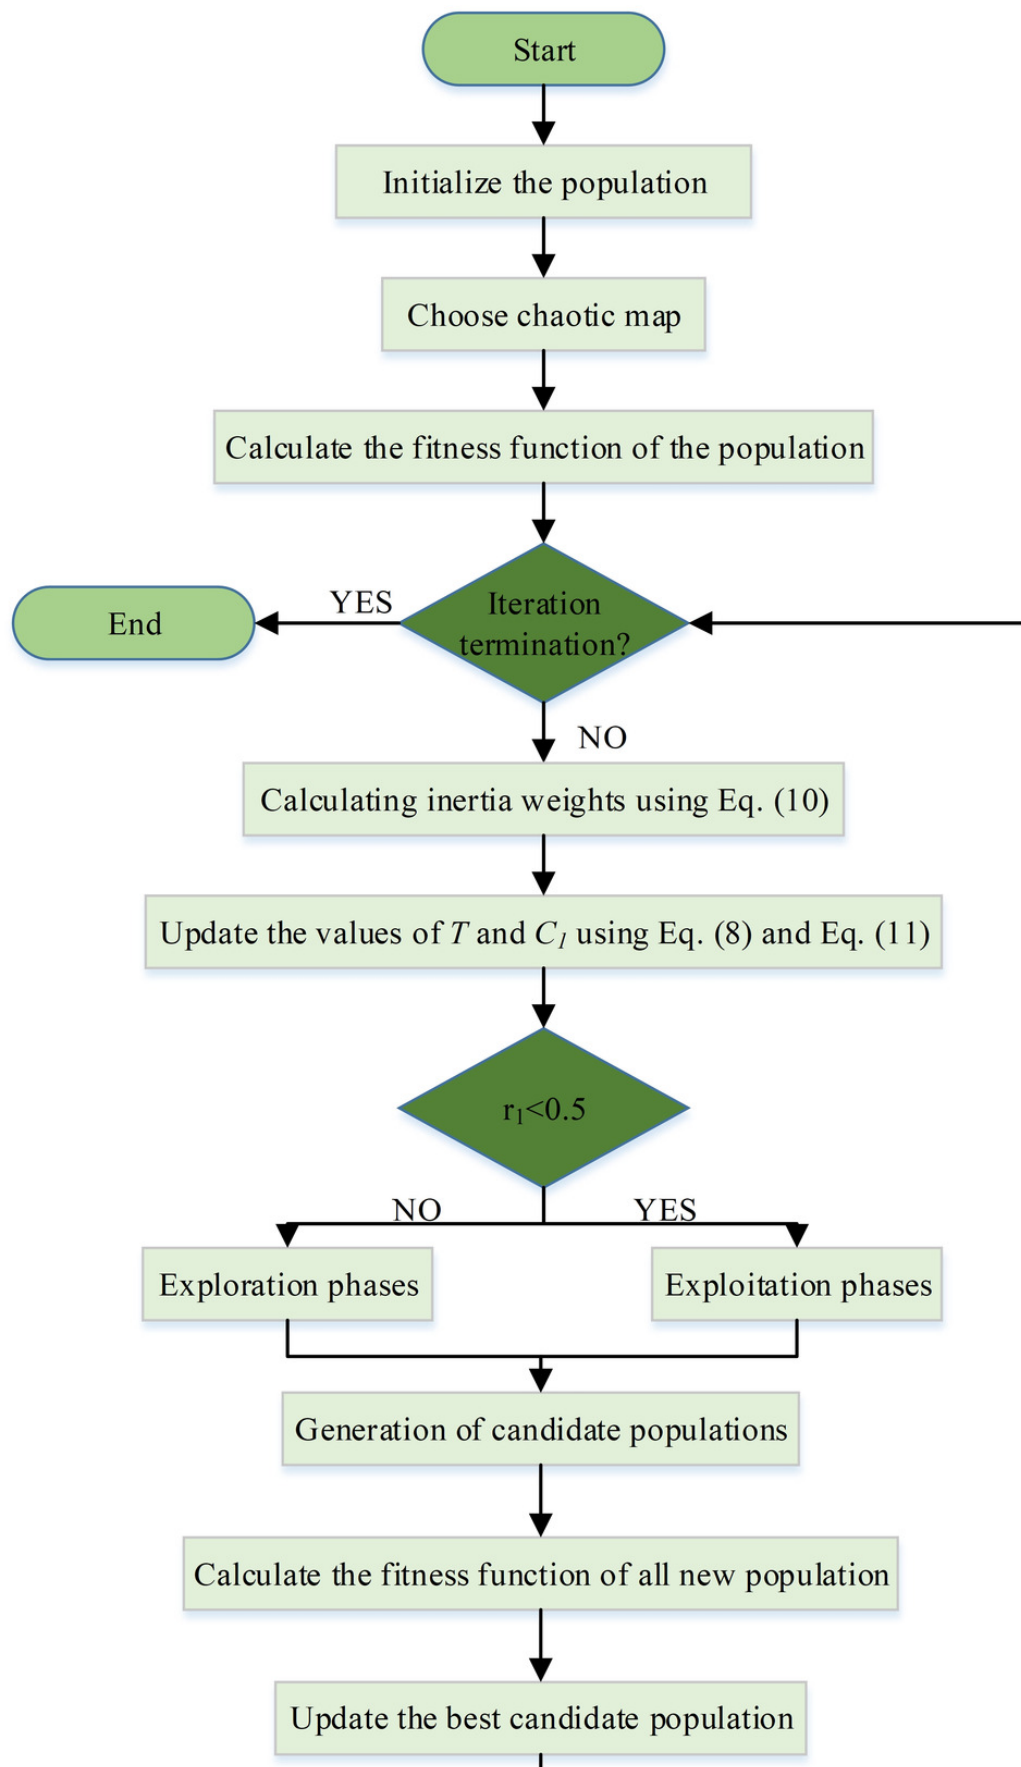 Start
Initialize the population
Choose chaotic map
Calculate the fitness function of the population
YES
End
Iteration
termination?
NO
Calculating inertia weights using Eq. (10)
Update the values of T and C₁ using Eq. (8) and Eq. (11)
r₁<0.5
NO
YES
Exploration phases
Exploitation phases
Generation of candidate populations
Calculate the fitness function of all new population
Update the best candidate population